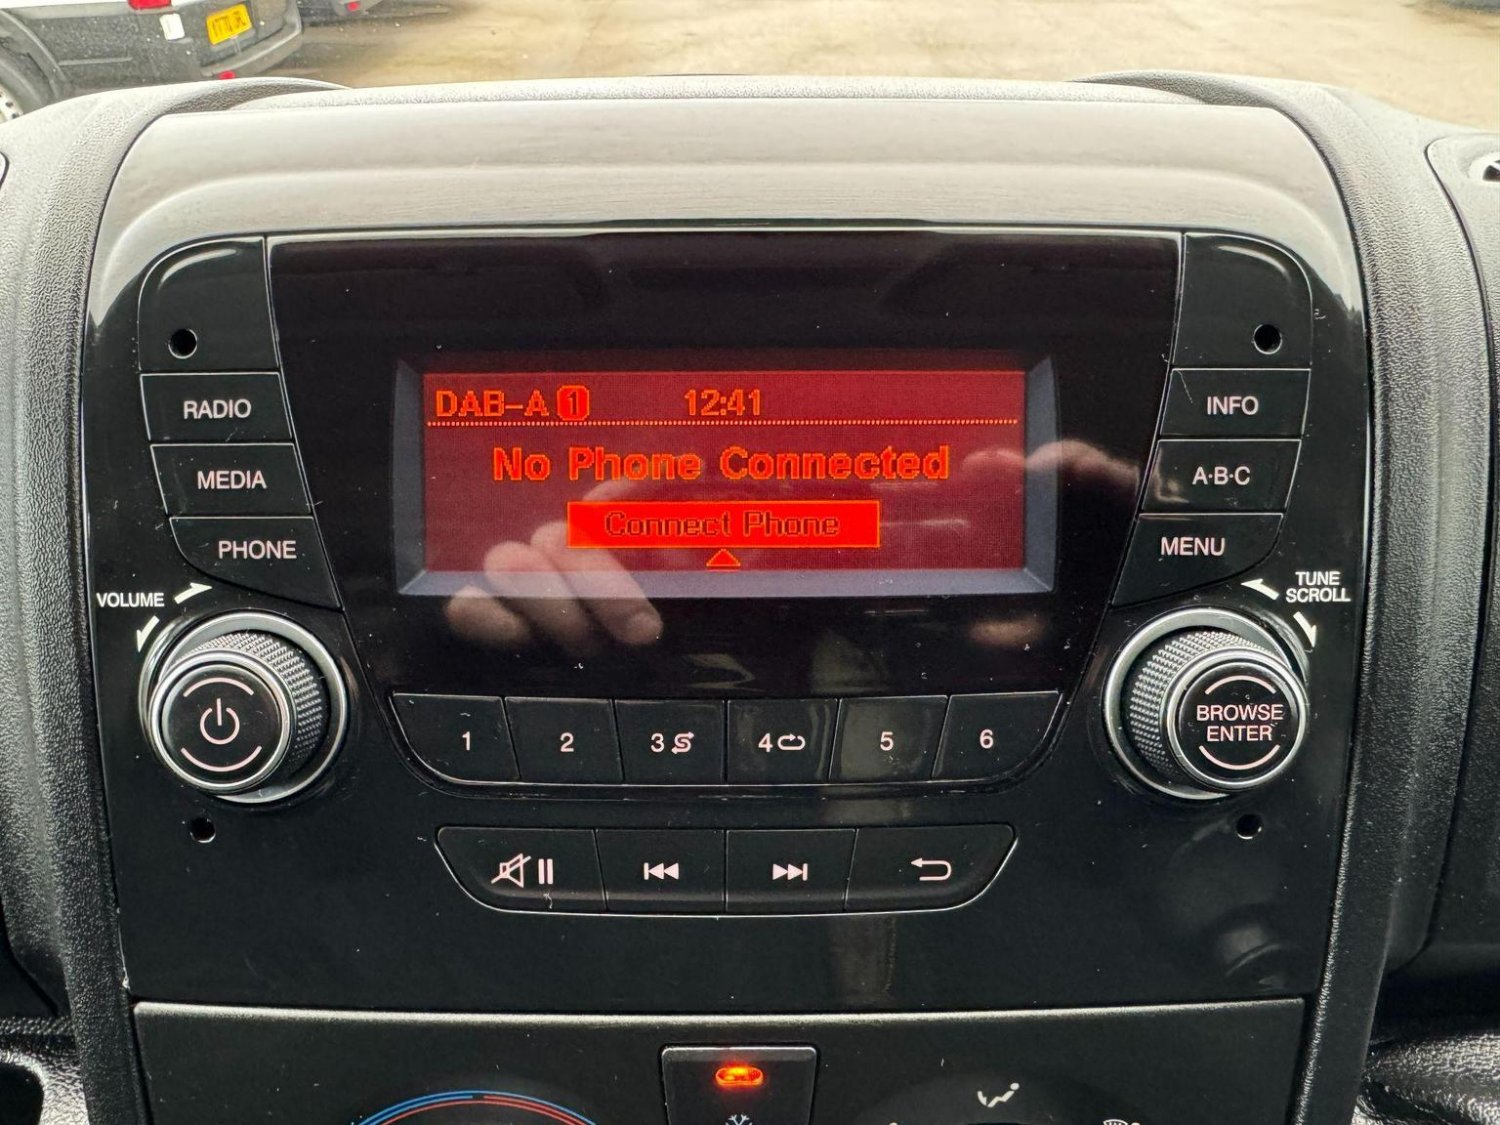 DAB-A 1 12:41
No Phone Connected
Connect Phone
RADIO
MEDIA
PHONE
INFO
A·B·C
MENU
VOLUME
TUNE
SCROLL
BROWSE
ENTER
1 2 3 4 5 6